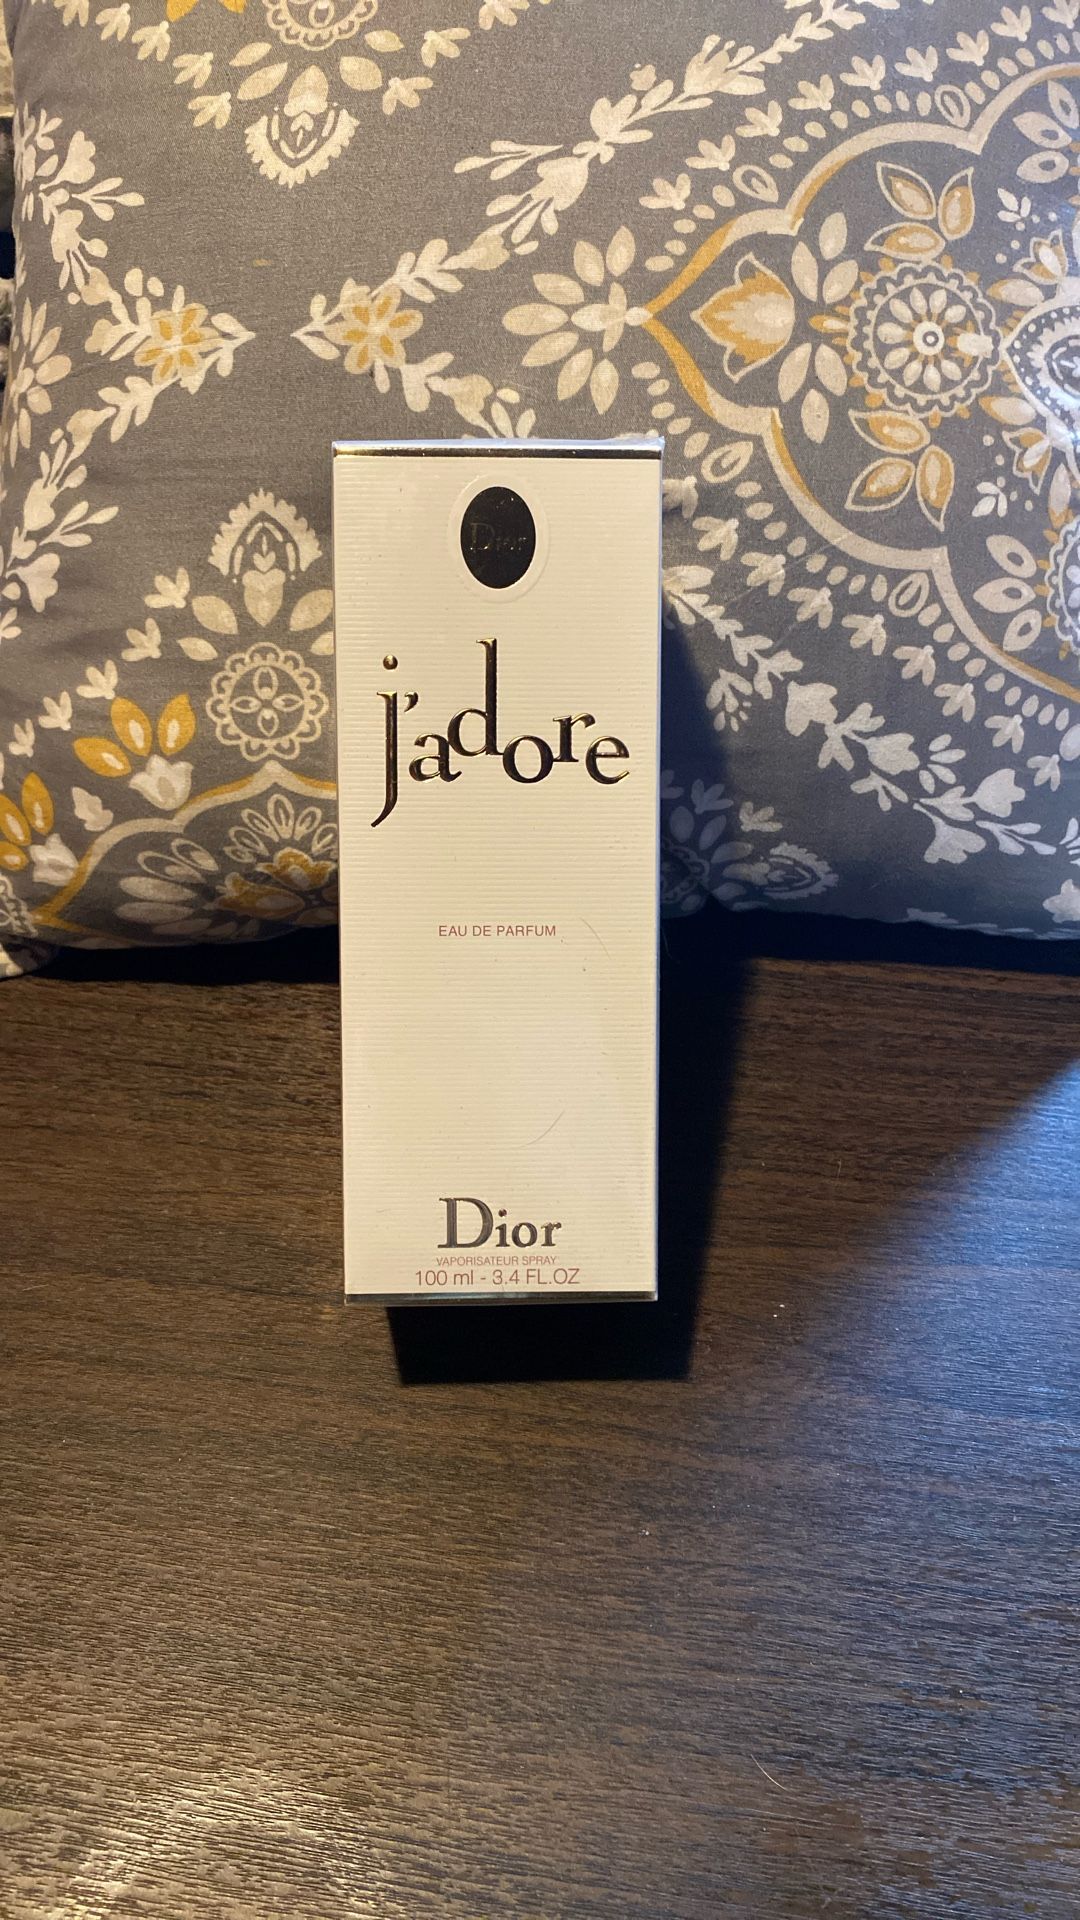 Dior
j'adore
EAU DE PARFUM
Dior
VAPORISATEUR SPRAY
100 ml - 3.4 FL.OZ